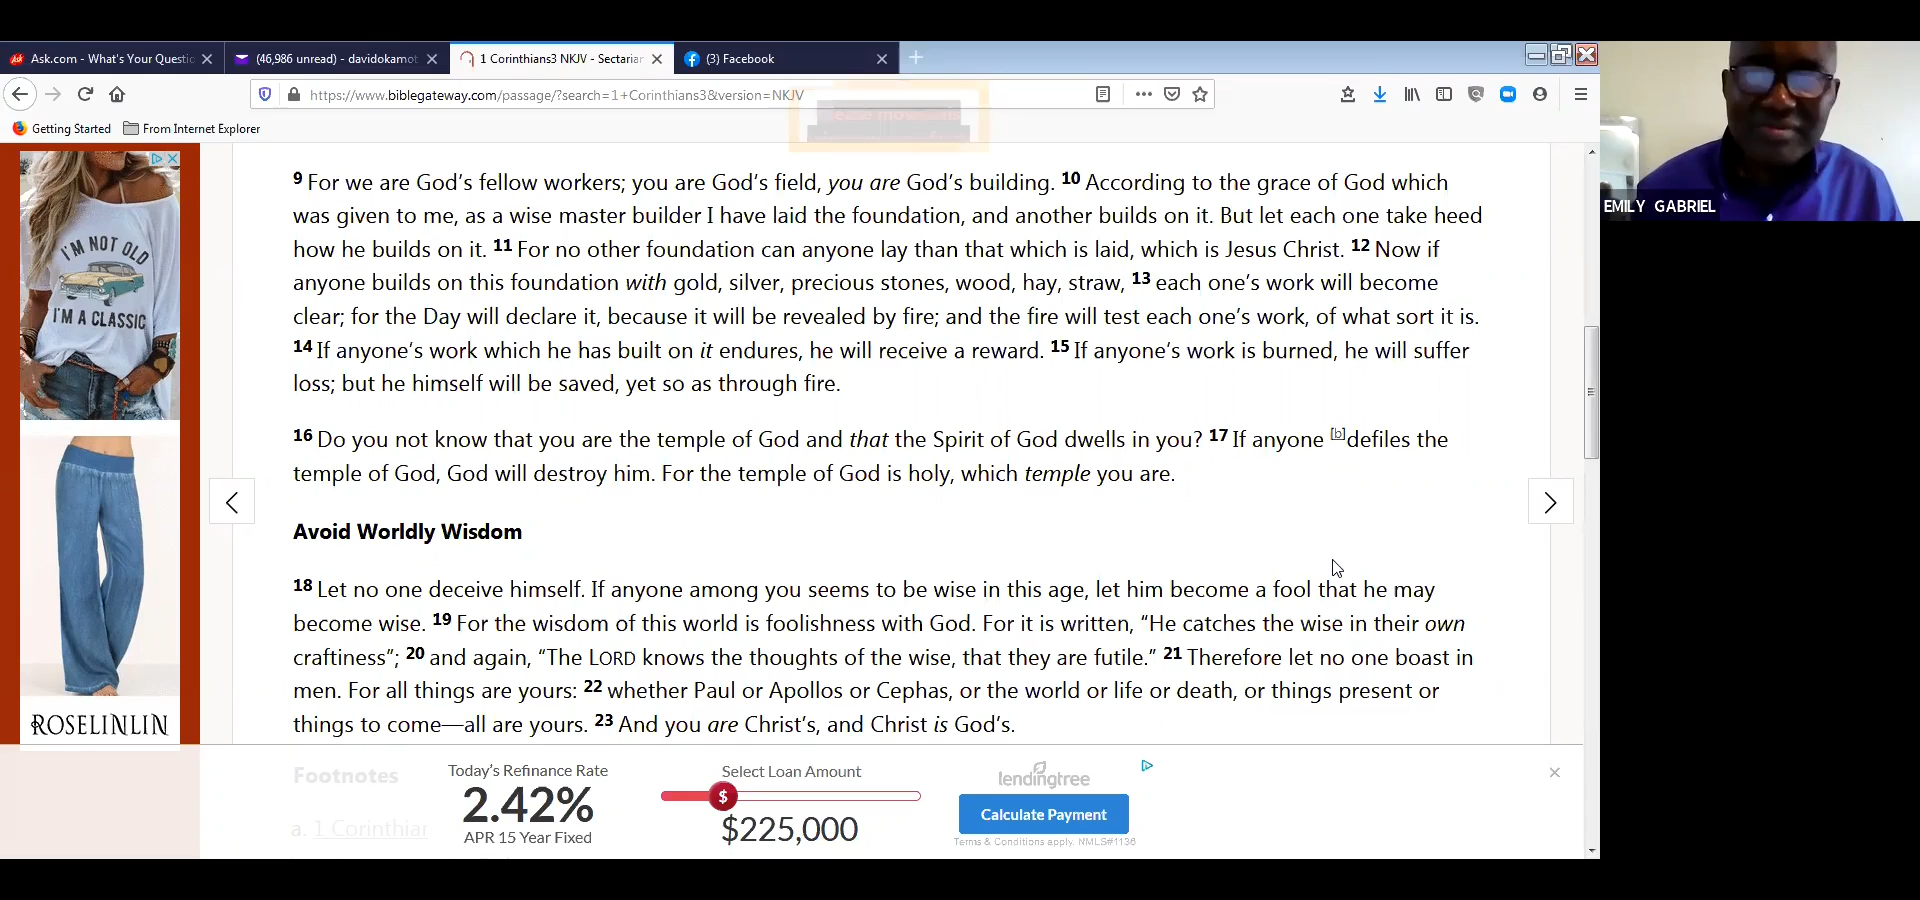 Ask.com - What's Your Questic
(46,986 unread) - davidokamot
1 Corinthians3 NKJV - Sectarian
(3) Facebook
https://www.biblegateway.com/passage/?search=1+Corinthians3&version=NKJV
Getting Started
From Internet Explorer
EMILY GABRIEL
I'M NOT OLD
I'M A CLASSIC
ROSELINLIN
9 For we are God's fellow workers; you are God's field, you are God's building. 10 According to the grace of God which
was given to me, as a wise master builder I have laid the foundation, and another builds on it. But let each one take heed
how he builds on it. 11 For no other foundation can anyone lay than that which is laid, which is Jesus Christ. 12 Now if
anyone builds on this foundation with gold, silver, precious stones, wood, hay, straw, 13 each one's work will become
clear; for the Day will declare it, because it will be revealed by fire; and the fire will test each one's work, of what sort it is.
14 If anyone's work which he has built on it endures, he will receive a reward. 15 If anyone's work is burned, he will suffer
loss; but he himself will be saved, yet so as through fire.
16 Do you not know that you are the temple of God and that the Spirit of God dwells in you? 17 If anyone [b]defiles the
temple of God, God will destroy him. For the temple of God is holy, which temple you are.
Avoid Worldly Wisdom
18 Let no one deceive himself. If anyone among you seems to be wise in this age, let him become a fool that he may
become wise. 19 For the wisdom of this world is foolishness with God. For it is written, “He catches the wise in their own
craftiness”; 20 and again, “The LORD knows the thoughts of the wise, that they are futile.” 21 Therefore let no one boast in
men. For all things are yours: 22 whether Paul or Apollos or Cephas, or the world or life or death, or things present or
things to come—all are yours. 23 And you are Christ's, and Christ is God's.
Footnotes
a. 1 Corinthian
Today's Refinance Rate
2.42%
APR 15 Year Fixed
Select Loan Amount
$
$225,000
lendingtree
Calculate Payment
Terms & Conditions apply. NMLS#1136